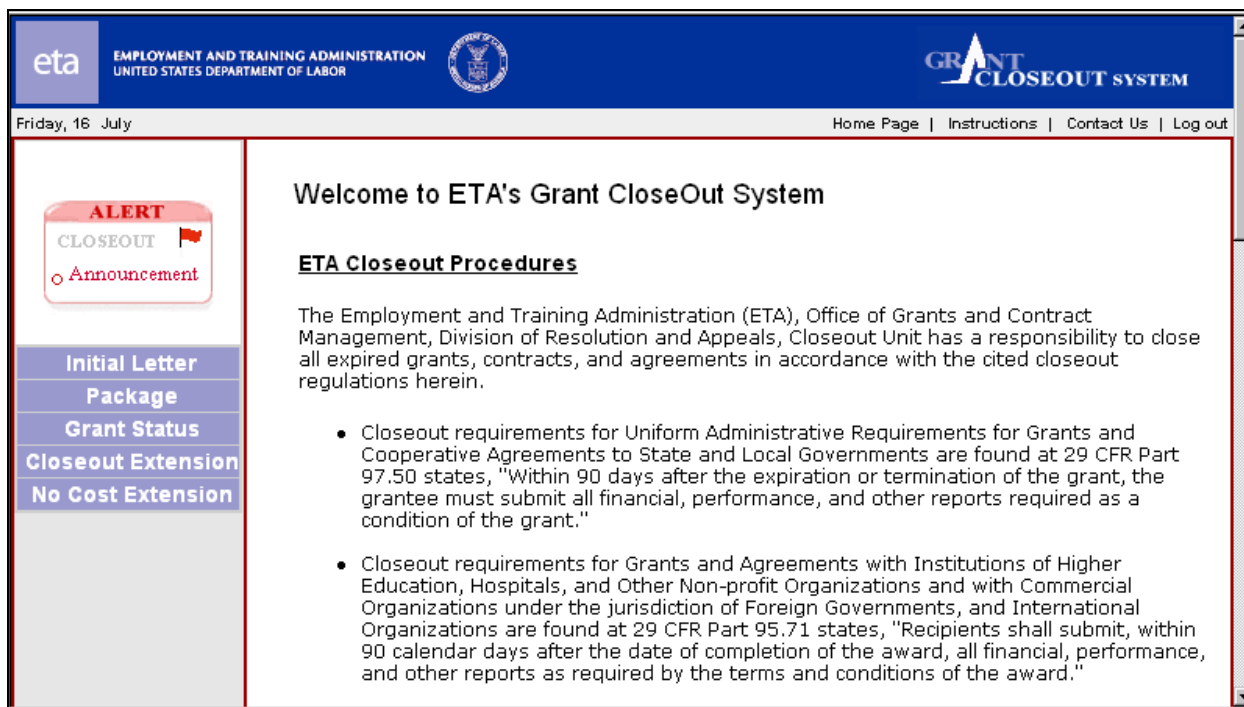 eta
EMPLOYMENT AND TRAINING ADMINISTRATION
UNITED STATES DEPARTMENT OF LABOR
GRANT
CLOSEOUT SYSTEM
Friday, 16 July
Home Page | Instructions | Contact Us | Log out
ALERT
CLOSEOUT
Announcement
Initial Letter
Package
Grant Status
Closeout Extension
No Cost Extension
Welcome to ETA's Grant CloseOut System
ETA Closeout Procedures
The Employment and Training Administration (ETA), Office of Grants and Contract
Management, Division of Resolution and Appeals, Closeout Unit has a responsibility to close
all expired grants, contracts, and agreements in accordance with the cited closeout
regulations herein.
• Closeout requirements for Uniform Administrative Requirements for Grants and
Cooperative Agreements to State and Local Governments are found at 29 CFR Part
97.50 states, "Within 90 days after the expiration or termination of the grant, the
grantee must submit all financial, performance, and other reports required as a
condition of the grant."
• Closeout requirements for Grants and Agreements with Institutions of Higher
Education, Hospitals, and Other Non-profit Organizations and with Commercial
Organizations under the jurisdiction of Foreign Governments, and International
Organizations are found at 29 CFR Part 95.71 states, "Recipients shall submit, within
90 calendar days after the date of completion of the award, all financial, performance,
and other reports as required by the terms and conditions of the award."